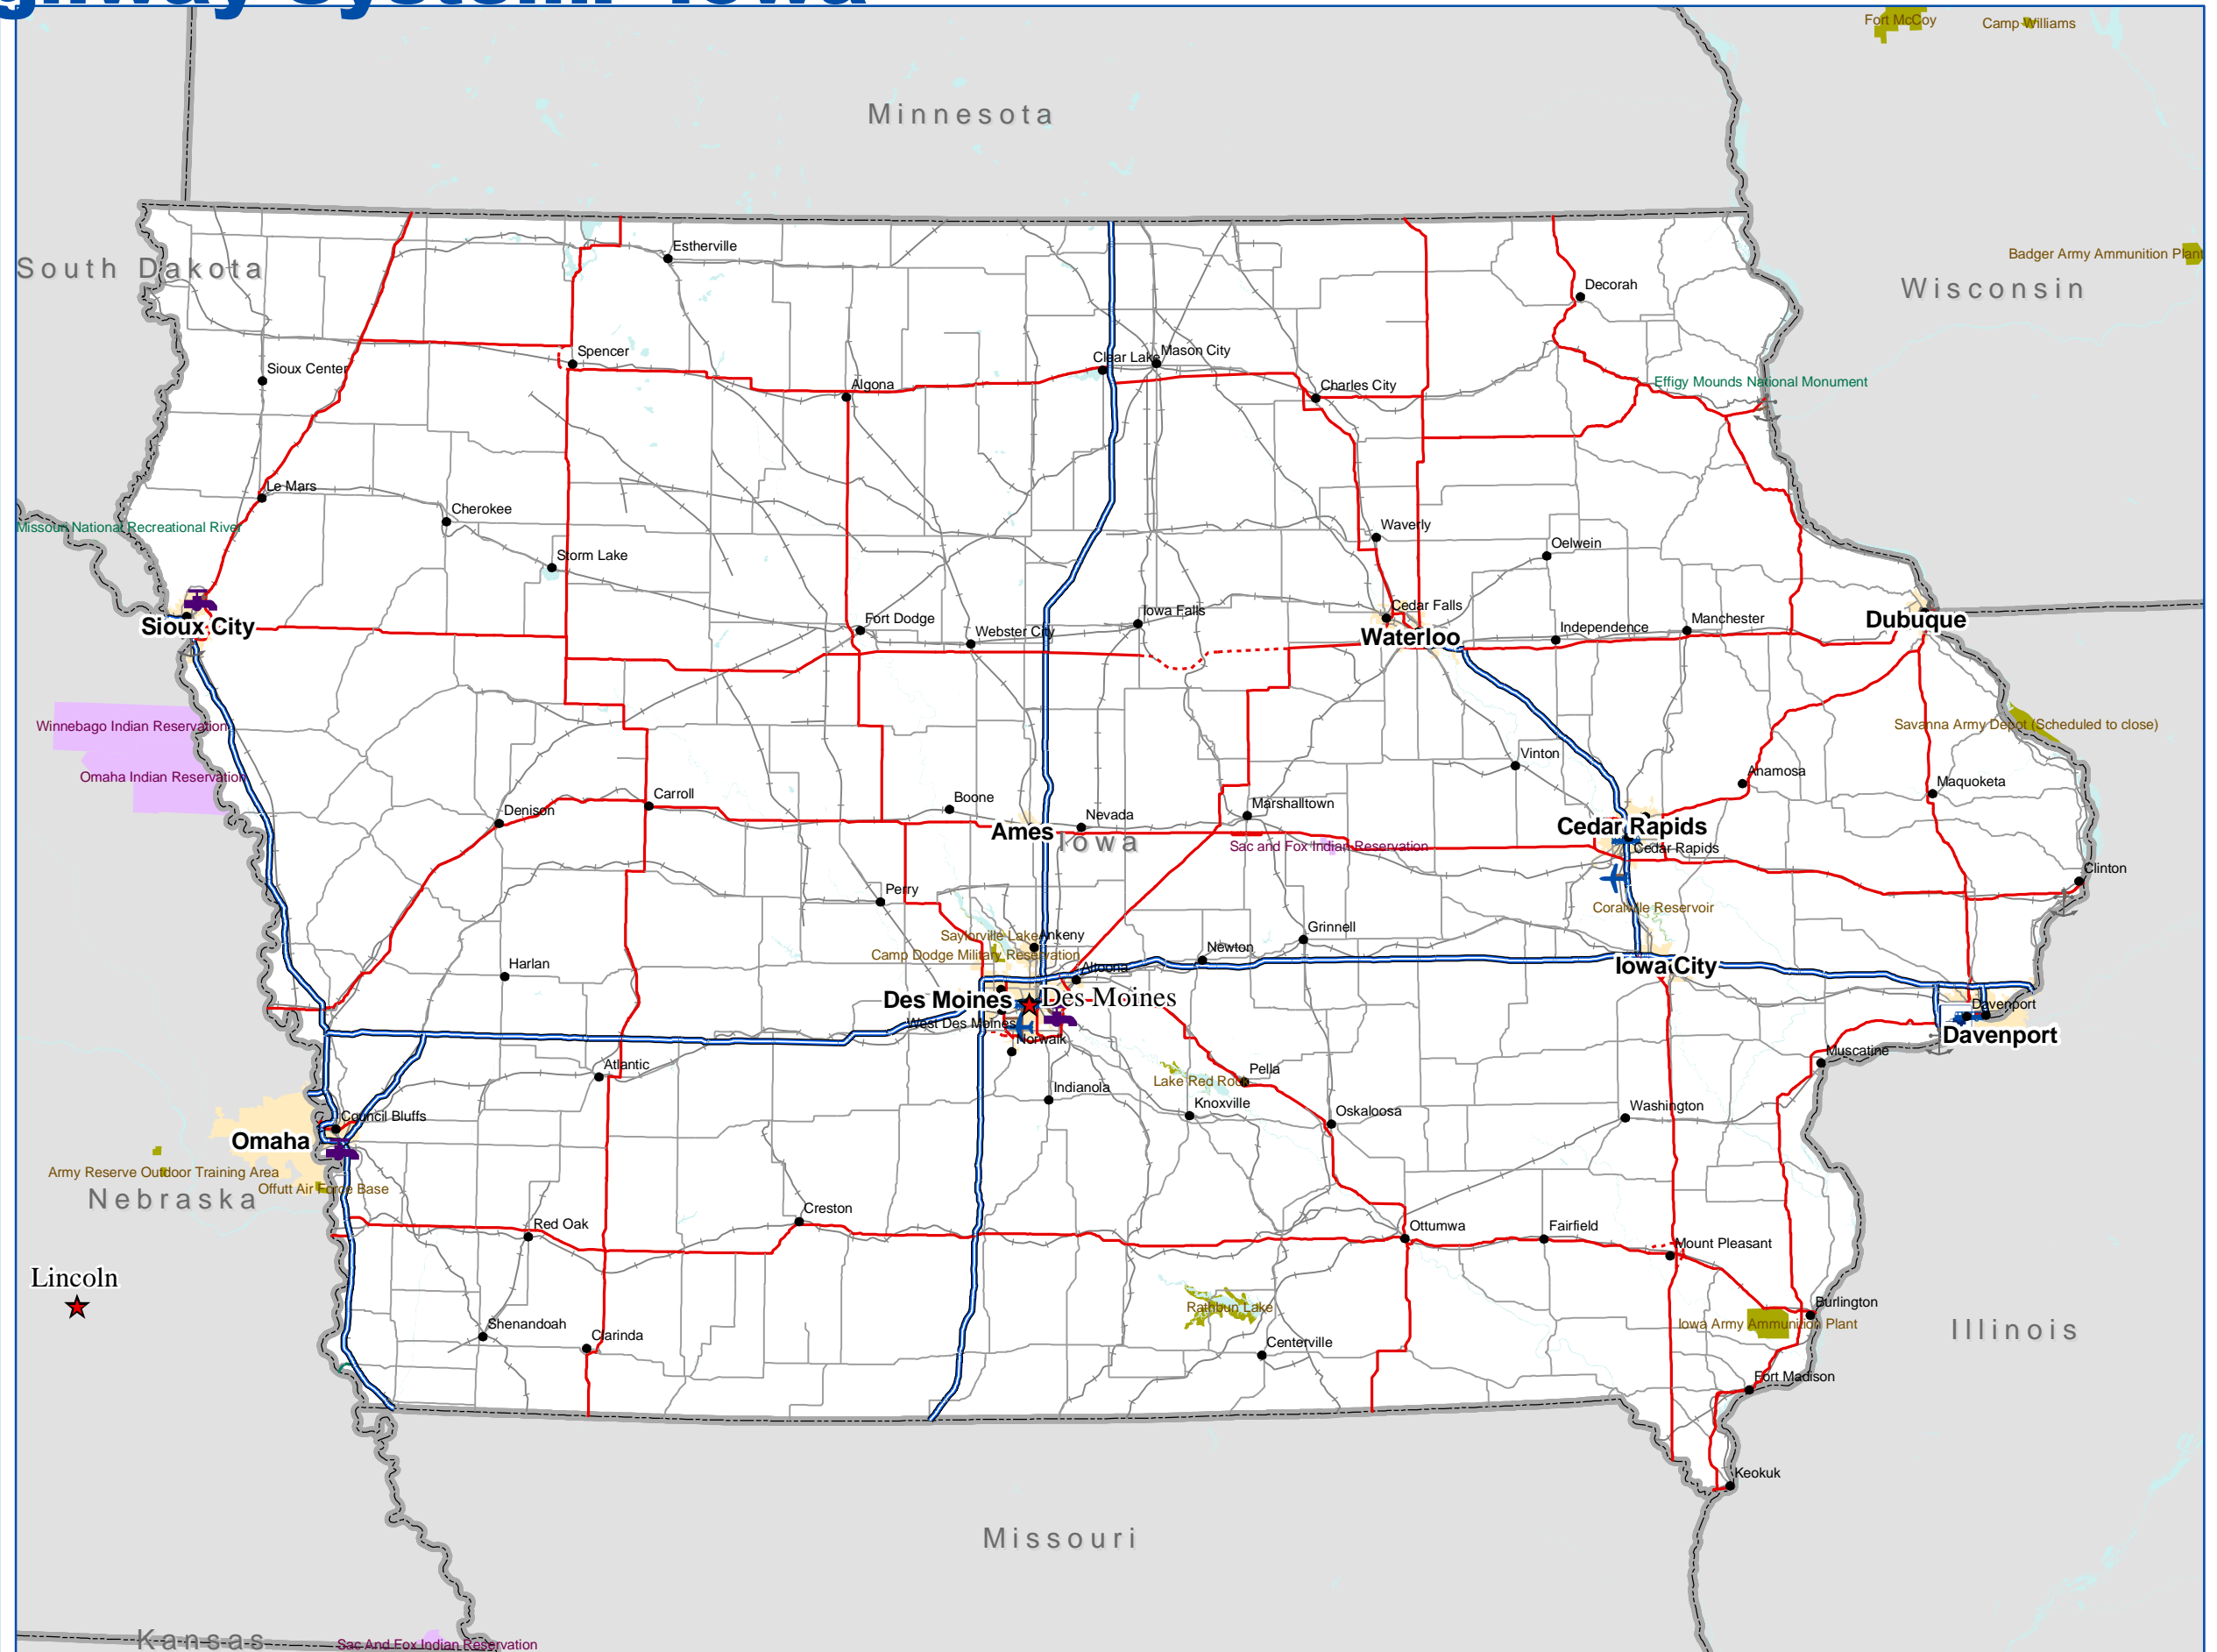 ghway System: Iowa
Fort McCoy
Camp Williams
Minnesota
Estherville
Badger Army Ammunition Plant
South Dakota
Wisconsin
Decorah
Spencer
Clear Lake
Mason City
Sioux Center
Algona
Charles City
Effigy Mounds National Monument
Le Mars
Cherokee
Missouri National Recreational River
Waverly
Oelwein
Storm Lake
Iowa Falls
Cedar Falls
Sioux City
Fort Dodge
Webster City
Waterloo
Independence
Manchester
Dubuque
Winnebago Indian Reservation
Savanna Army Depot (Scheduled to close)
Vinton
Omaha Indian Reservation
Anamosa
Maquoketa
Carroll
Boone
Denison
Marshalltown
Nevada
Ames
Iowa
Cedar Rapids
Sac and Fox Indian Reservation
Cedar Rapids
Clinton
Perry
Coralville Reservoir
Grinnell
Saylorville Lake
Ankeny
Newton
Camp Dodge Military Reservation
Harlan
Altoona
Iowa City
Des Moines
Des Moines
Davenport
West Des Moines
Norwalk
Davenport
Muscatine
Atlantic
Pella
Lake Red Rock
Indianola
Knoxville
Oskaloosa
Washington
Council Bluffs
Omaha
Army Reserve Outdoor Training Area
Offutt Air Force Base
Nebraska
Creston
Red Oak
Ottumwa
Fairfield
Mount Pleasant
Lincoln
Rathbun Lake
Burlington
Iowa Army Ammunition Plant
Illinois
Shenandoah
Clarinda
Centerville
Fort Madison
Keokuk
Missouri
Kansas
Sac And Fox Indian Reservation